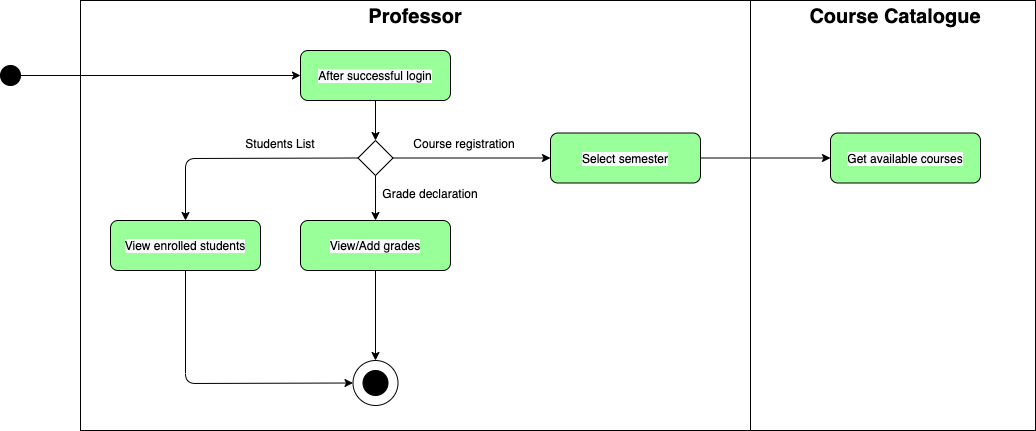 Professor
Course Catalogue
After successful login
Students List
Course registration
Select semester
Get available courses
Grade declaration
View enrolled students
View/Add grades